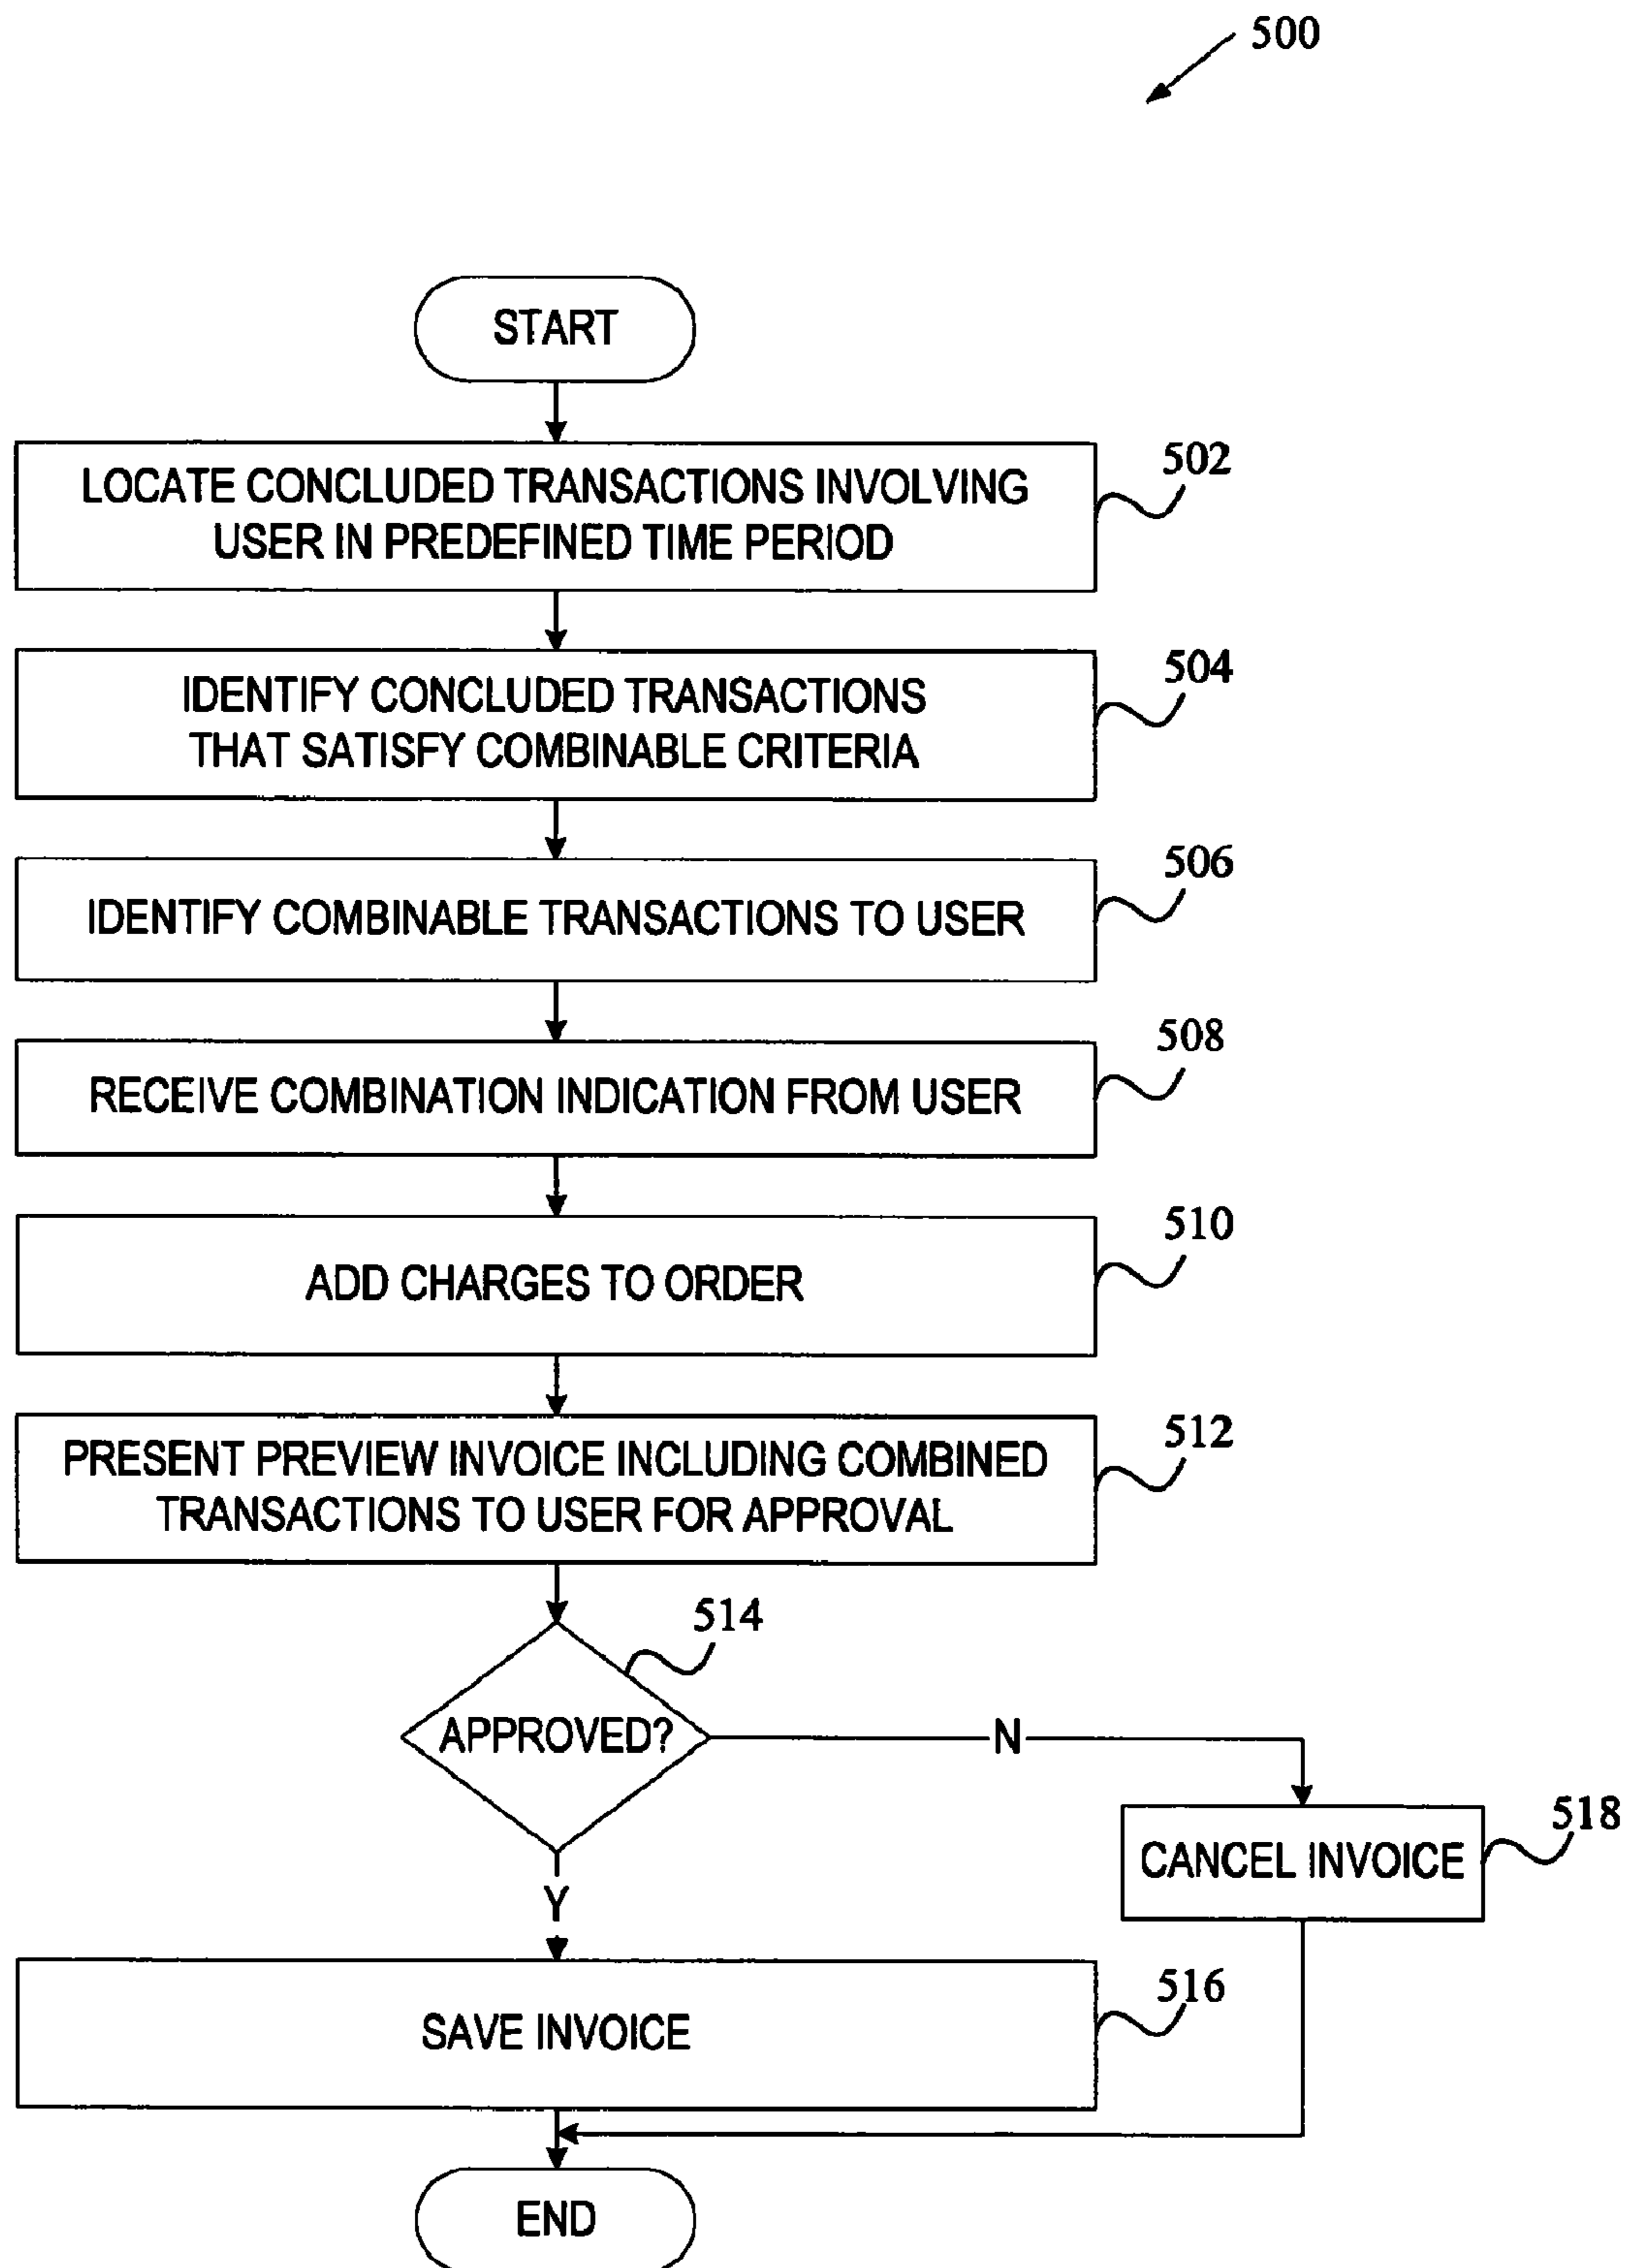 500
START
LOCATE CONCLUDED TRANSACTIONS INVOLVING
USER IN PREDEFINED TIME PERIOD
502
IDENTIFY CONCLUDED TRANSACTIONS
THAT SATISFY COMBINABLE CRITERIA
504
IDENTIFY COMBINABLE TRANSACTIONS TO USER
506
RECEIVE COMBINATION INDICATION FROM USER
508
ADD CHARGES TO ORDER
510
PRESENT PREVIEW INVOICE INCLUDING COMBINED
TRANSACTIONS TO USER FOR APPROVAL
512
514
APPROVED?
N
CANCEL INVOICE
518
Y
SAVE INVOICE
516
END